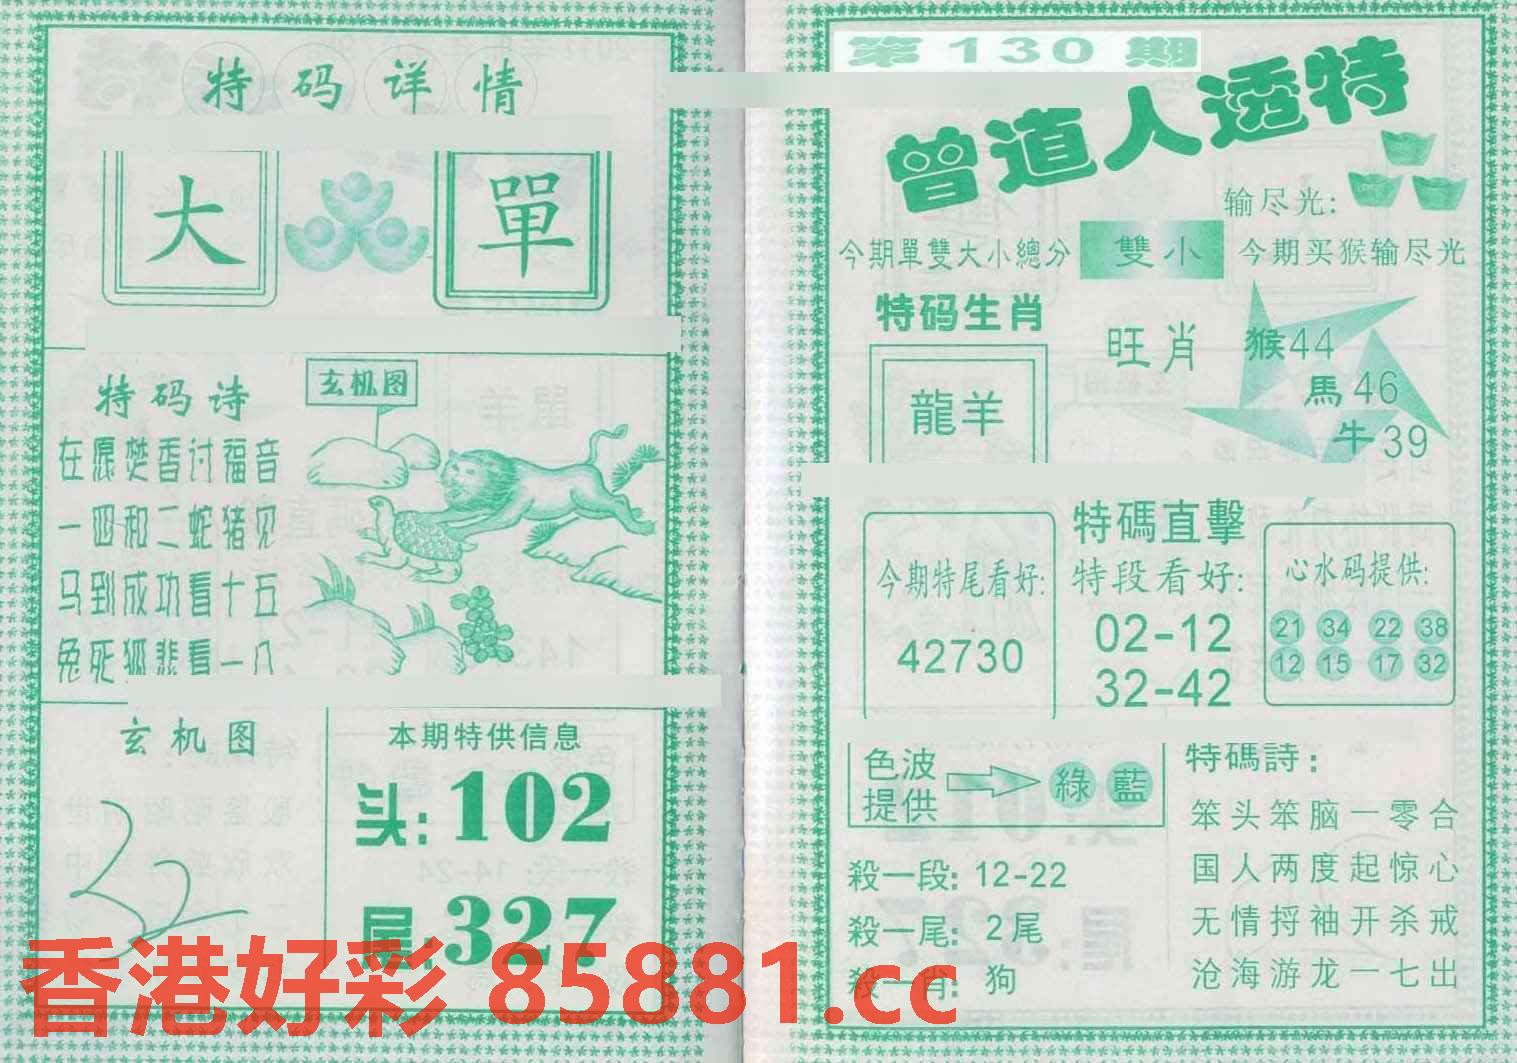 特码详情
大 單
特码诗
玄机图
在愿焚香讨福音
一四和二蛇猪见
马到成功看十五
兔死狐悲看一八
玄机图
本期特供信息
头:102
尾:327
第130期
曾道人透特
输尽光:
今期單雙大小總分 雙小 今期买猴输尽光
特码生肖
旺肖
猴44
馬46
牛39
龍羊
特碼直擊
今期特尾看好:
42730
特段看好:
02-12
32-42
心水码提供:
21 34 22 38
12 15 17 32
色波提供 綠 藍
殺一段: 12-22
殺一尾: 2尾
殺一肖: 狗
特碼詩:
笨头笨脑一零合
国人两度起惊心
无情捋袖开杀戒
沧海游龙一七出
香港好彩 85881.cc